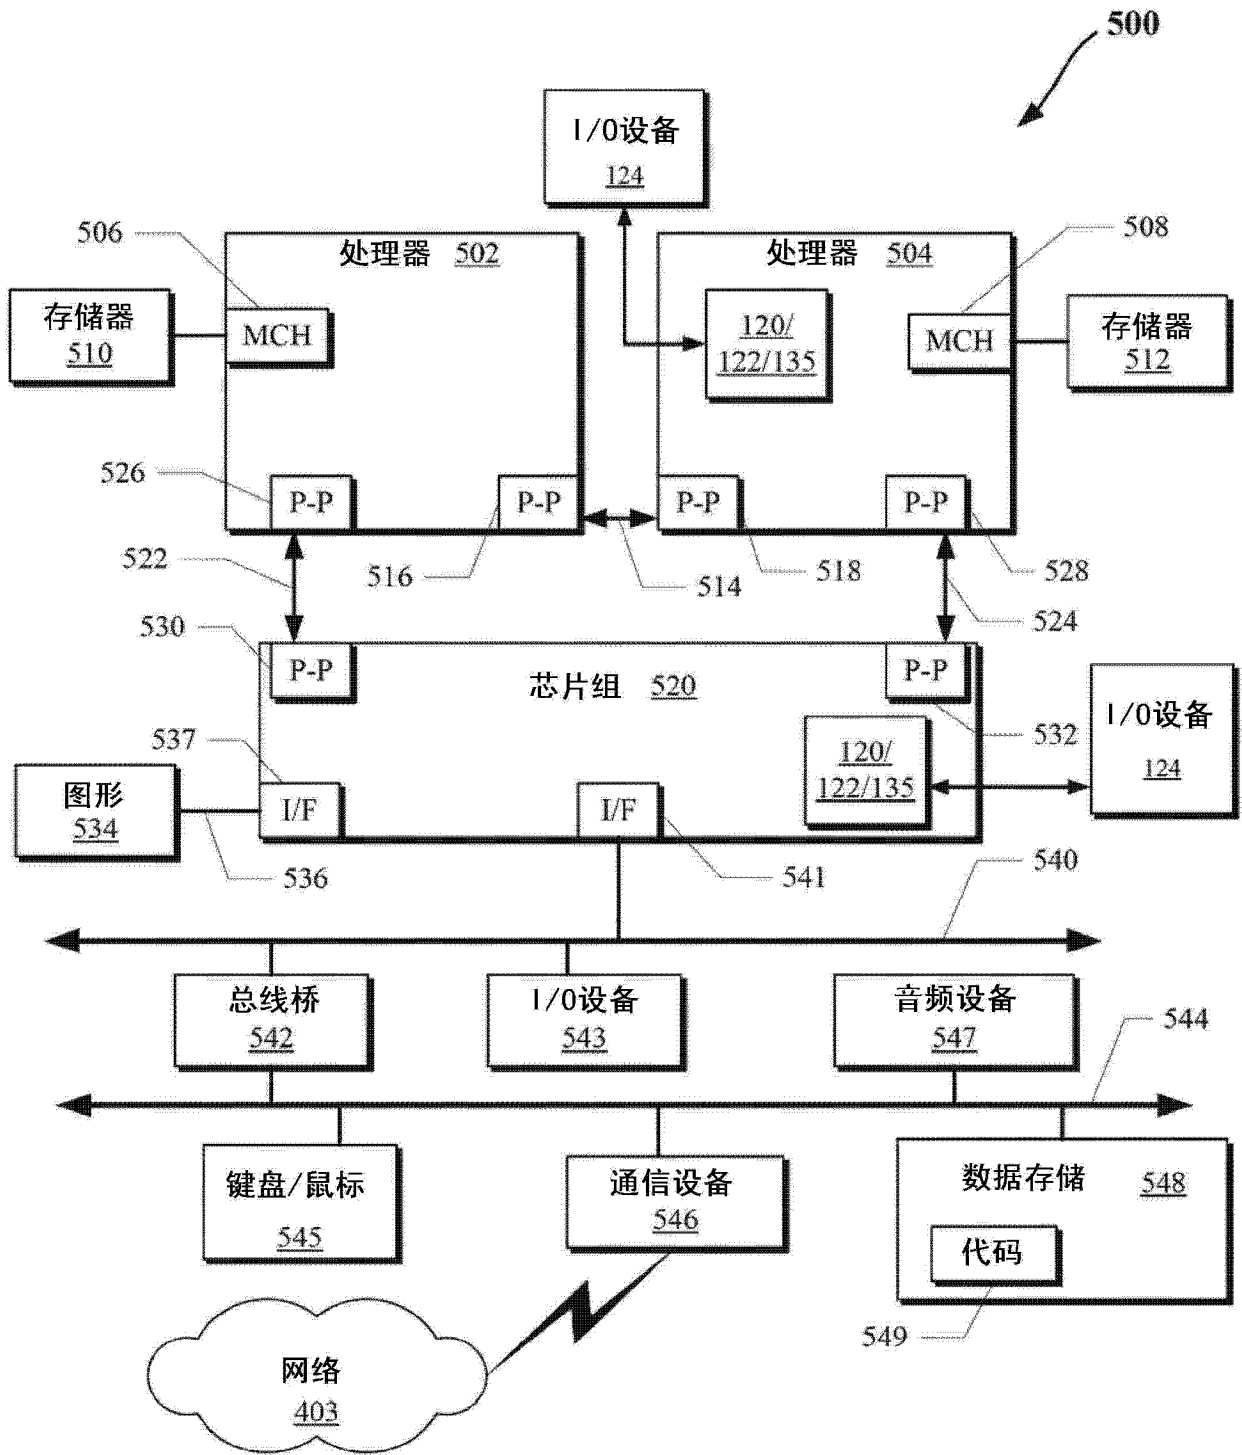 500
I/O设备
124
506
处理器 502
处理器 504
508
存储器
510
MCH
120/
122/135
MCH
存储器
512
526
P-P
P-P
P-P
P-P
522
516
514
518
528
524
530
P-P
芯片组 520
P-P
532
I/O设备
124
537
120/
122/135
图形
534
I/F
I/F
536
541
540
总线桥
542
I/O设备
543
音频设备
547
544
键盘/鼠标
545
通信设备
546
数据存储 548
代码
549
网络
403